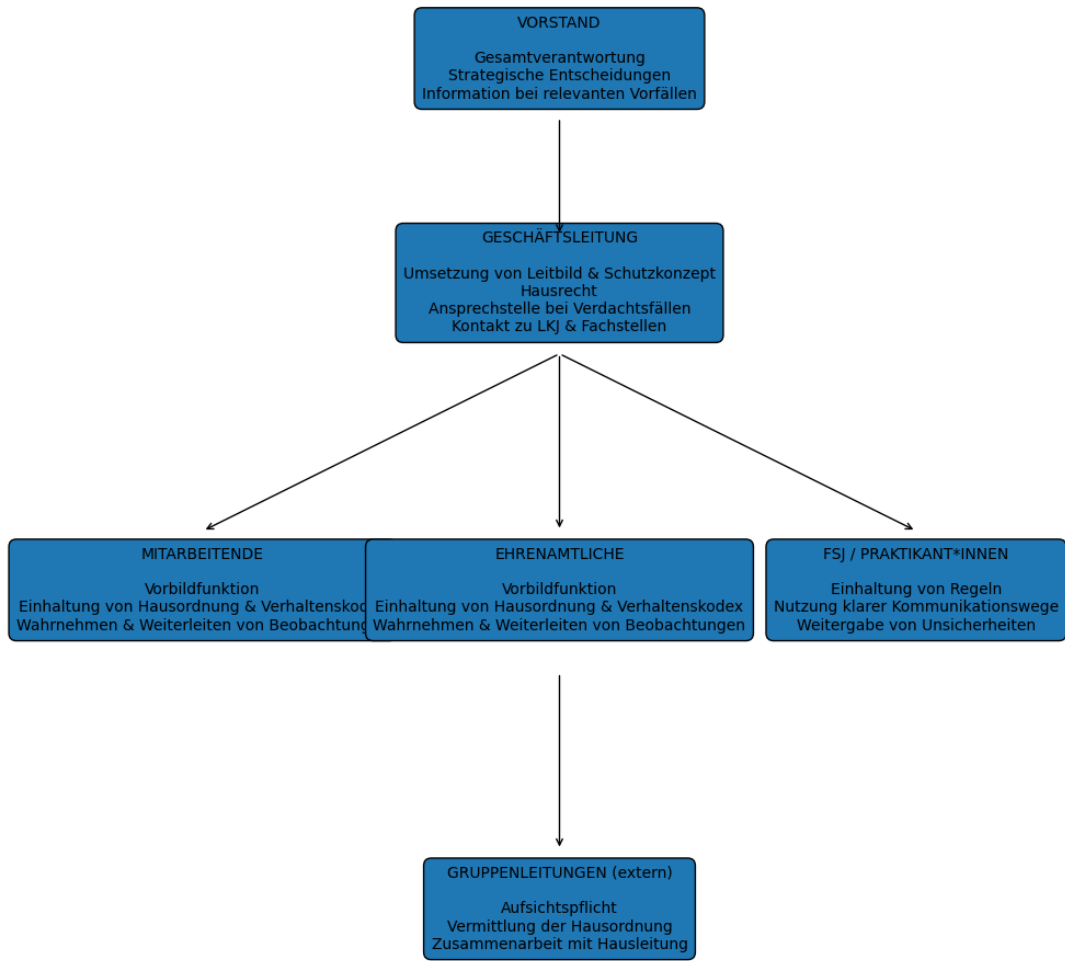 VORSTAND
Gesamtverantwortung
Strategische Entscheidungen
Information bei relevanten Vorfällen
GESCHÄFTSLEITUNG
Umsetzung von Leitbild & Schutzkonzept
Hausrecht
Ansprechstelle bei Verdachtsfällen
Kontakt zu LKJ & Fachstellen
MITARBEITENDE
Vorbildfunktion
Einhaltung von Hausordnung &
Wahrnehmen & Weiterleiten von
EHRENAMTLICHE
Vorbildfunktion
Einhaltung von Hausordnung & Verhaltenskodex
Wahrnehmen & Weiterleiten von Beobachtungen
FSJ / PRAKTIKANT*INNEN
Einhaltung von Regeln
Nutzung klarer Kommunikationswege
Weitergabe von Unsicherheiten
GRUPPENLEITUNGEN (extern)
Aufsichtspflicht
Vermittlung der Hausordnung
Zusammenarbeit mit Hausleitung